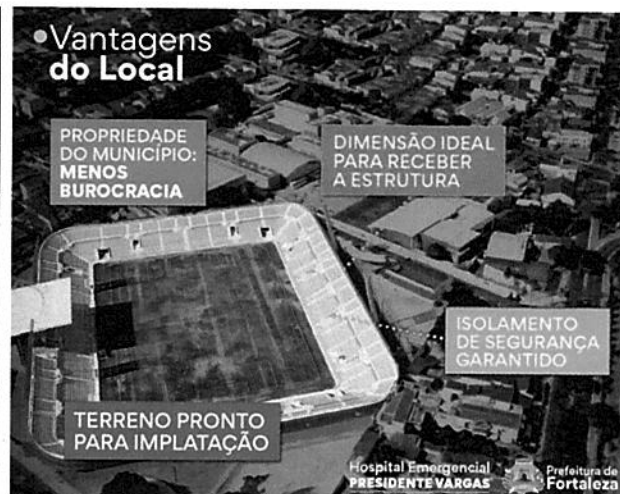 •Vantagens
do Local
PROPRIEDADE
DO MUNICÍPIO:
MENOS
BUROCRACIA
DIMENSÃO IDEAL
PARA RECEBER
A ESTRUTURA
ISOLAMENTO
DE SEGURANÇA
GARANTIDO
TERRENO PRONTO
PARA IMPLATAÇÃO
Hospital Emergencial
PRESIDENTE VARGAS
Prefeitura de
Fortaleza